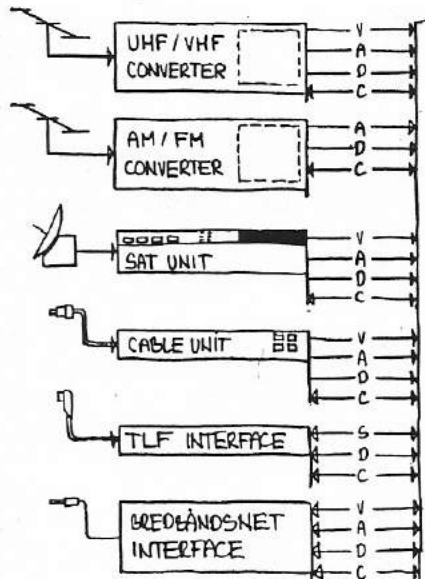 UHF/VHF
CONVERTER
V
A
D
C
AM/FM
CONVERTER
A
D
C
SAT UNIT
V
A
D
C
CABLE UNIT
V
A
D
C
TLF INTERFACE
S
D
C
BREDBÅNDSNET
INTERFACE
V
A
D
C